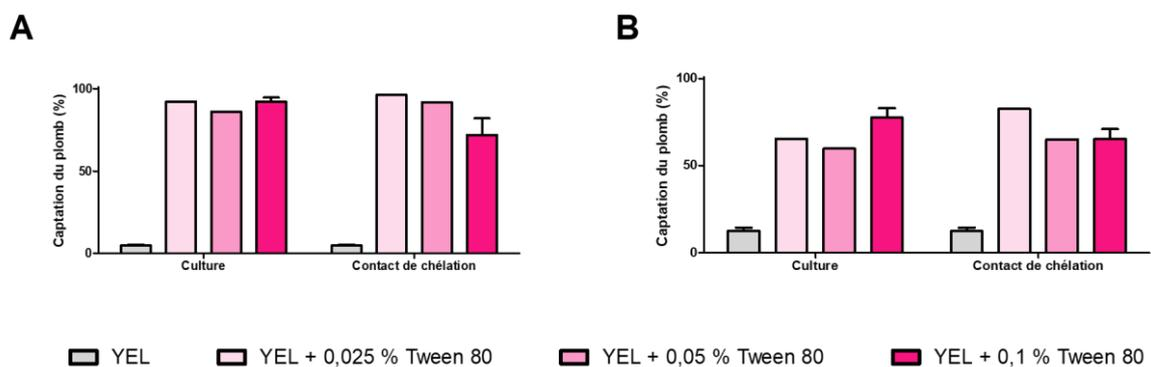 A
B
Captation du plomb (%)
100
50
0
Culture
Contact de chélation
Captation du plomb (%)
100
50
0
Culture
Contact de chélation
YEL
YEL + 0,025 % Tween 80
YEL + 0,05 % Tween 80
YEL + 0,1 % Tween 80